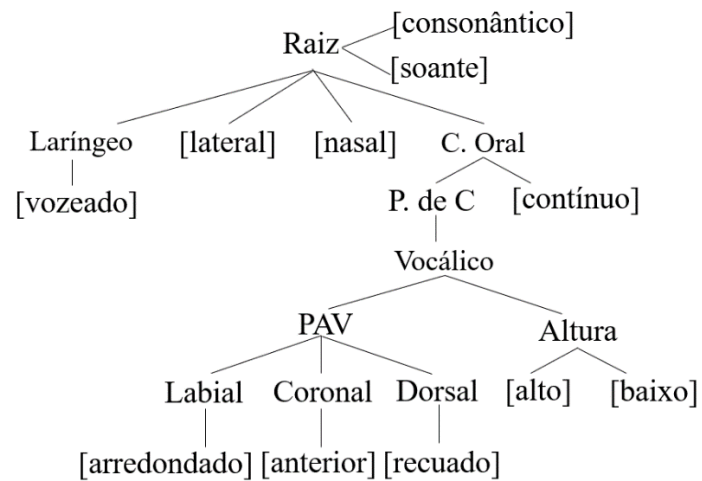 [consonântico]
Raiz
[soante]
Laríngeo [lateral] [nasal] C. Oral
[vozeado] P. de C [contínuo]
Vocálico
PAV Altura
Labial Coronal Dorsal [alto] [baixo]
[arredondado] [anterior] [recuado]